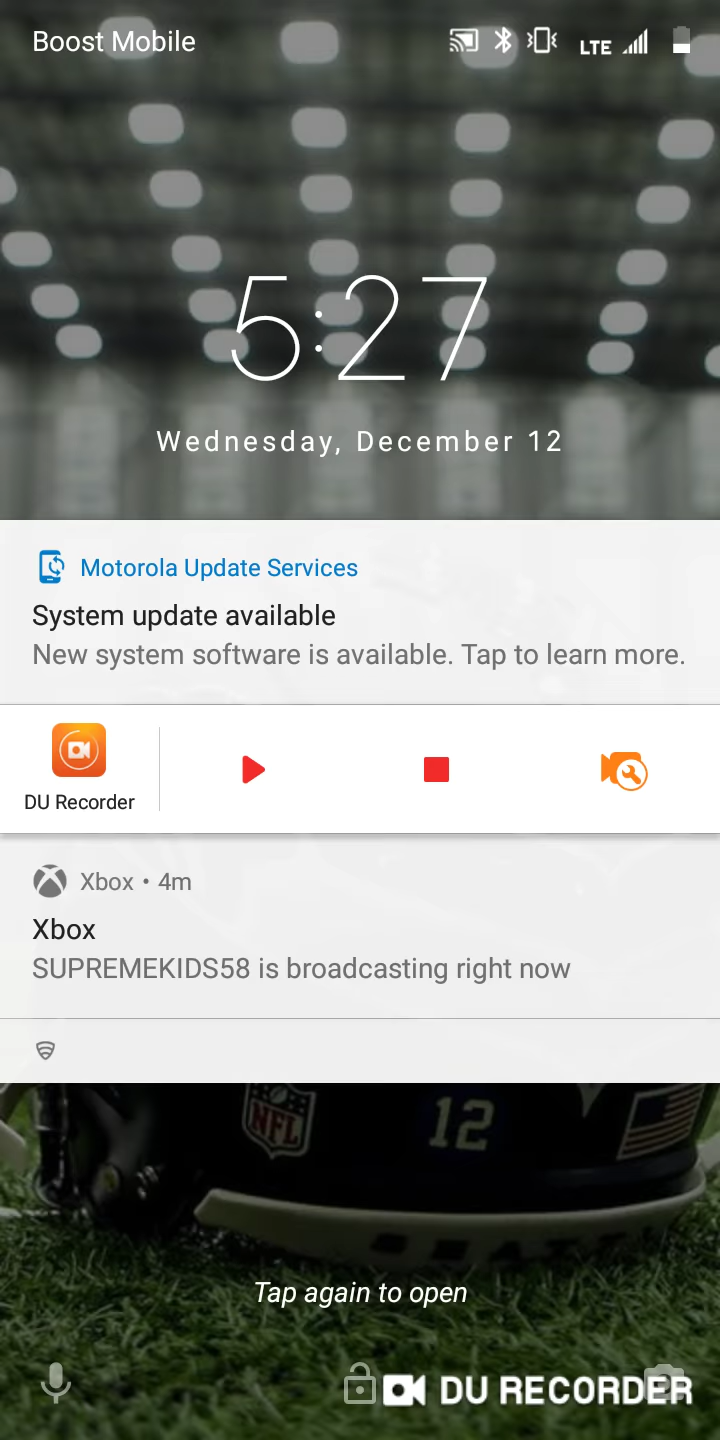 Boost Mobile
LTE
5:27
Wednesday, December 12
Motorola Update Services
System update available
New system software is available. Tap to learn more.
DU Recorder
Xbox • 4m
Xbox
SUPREMEKIDS58 is broadcasting right now
NFL
12
Tap again to open
DU RECORDER